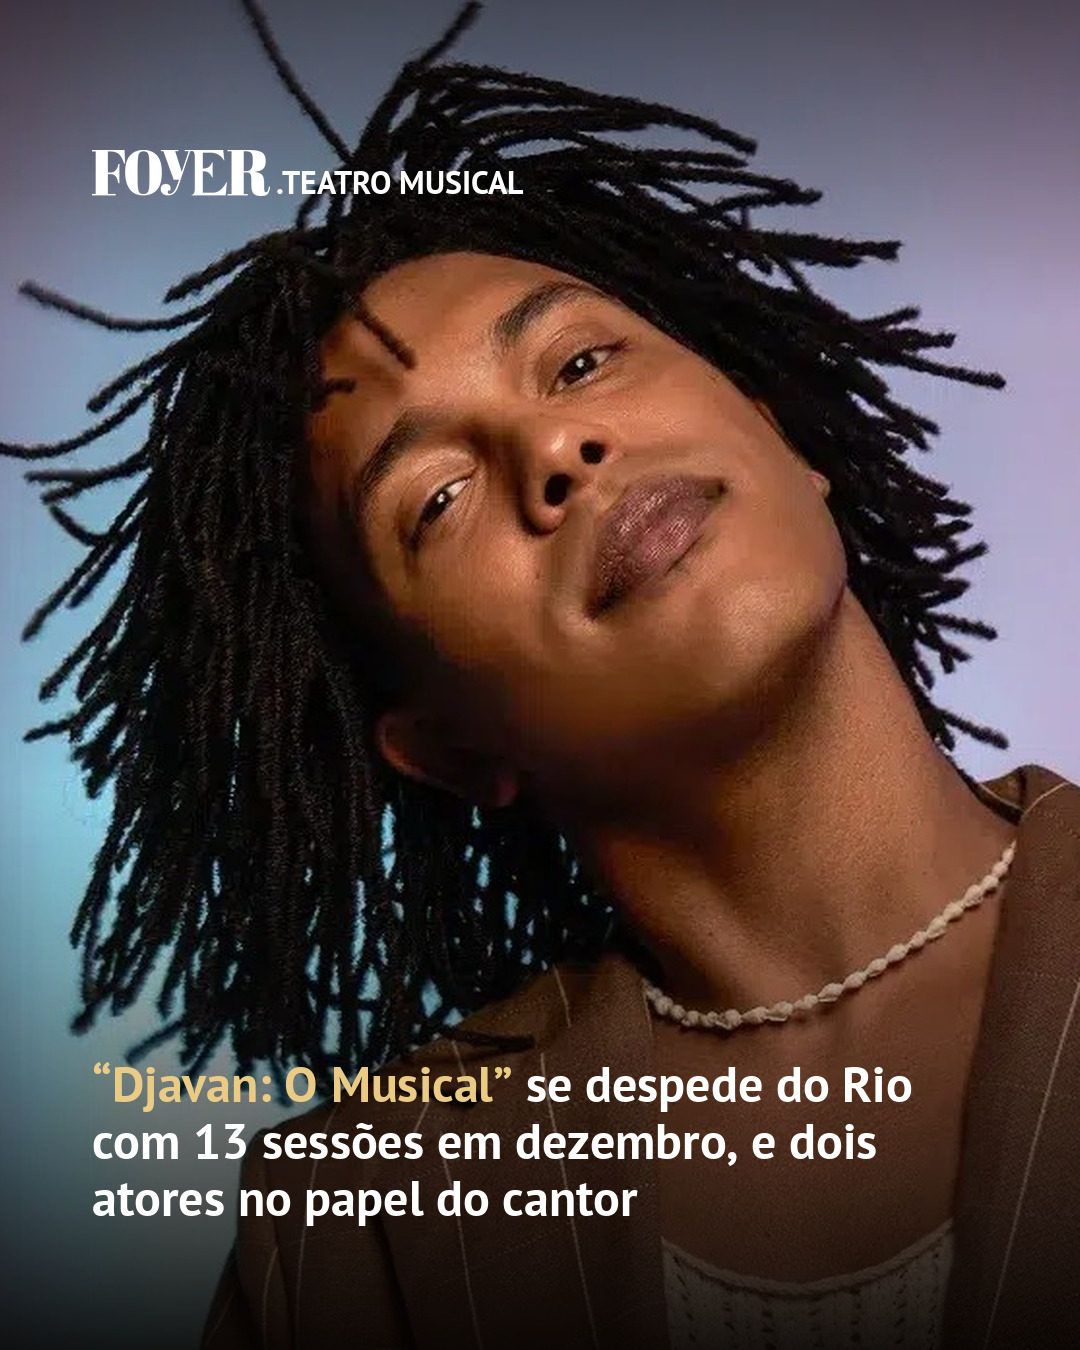 FOYER .TEATRO MUSICAL
“Djavan: O Musical” se despede do Rio
com 13 sessões em dezembro, e dois
atores no papel do cantor